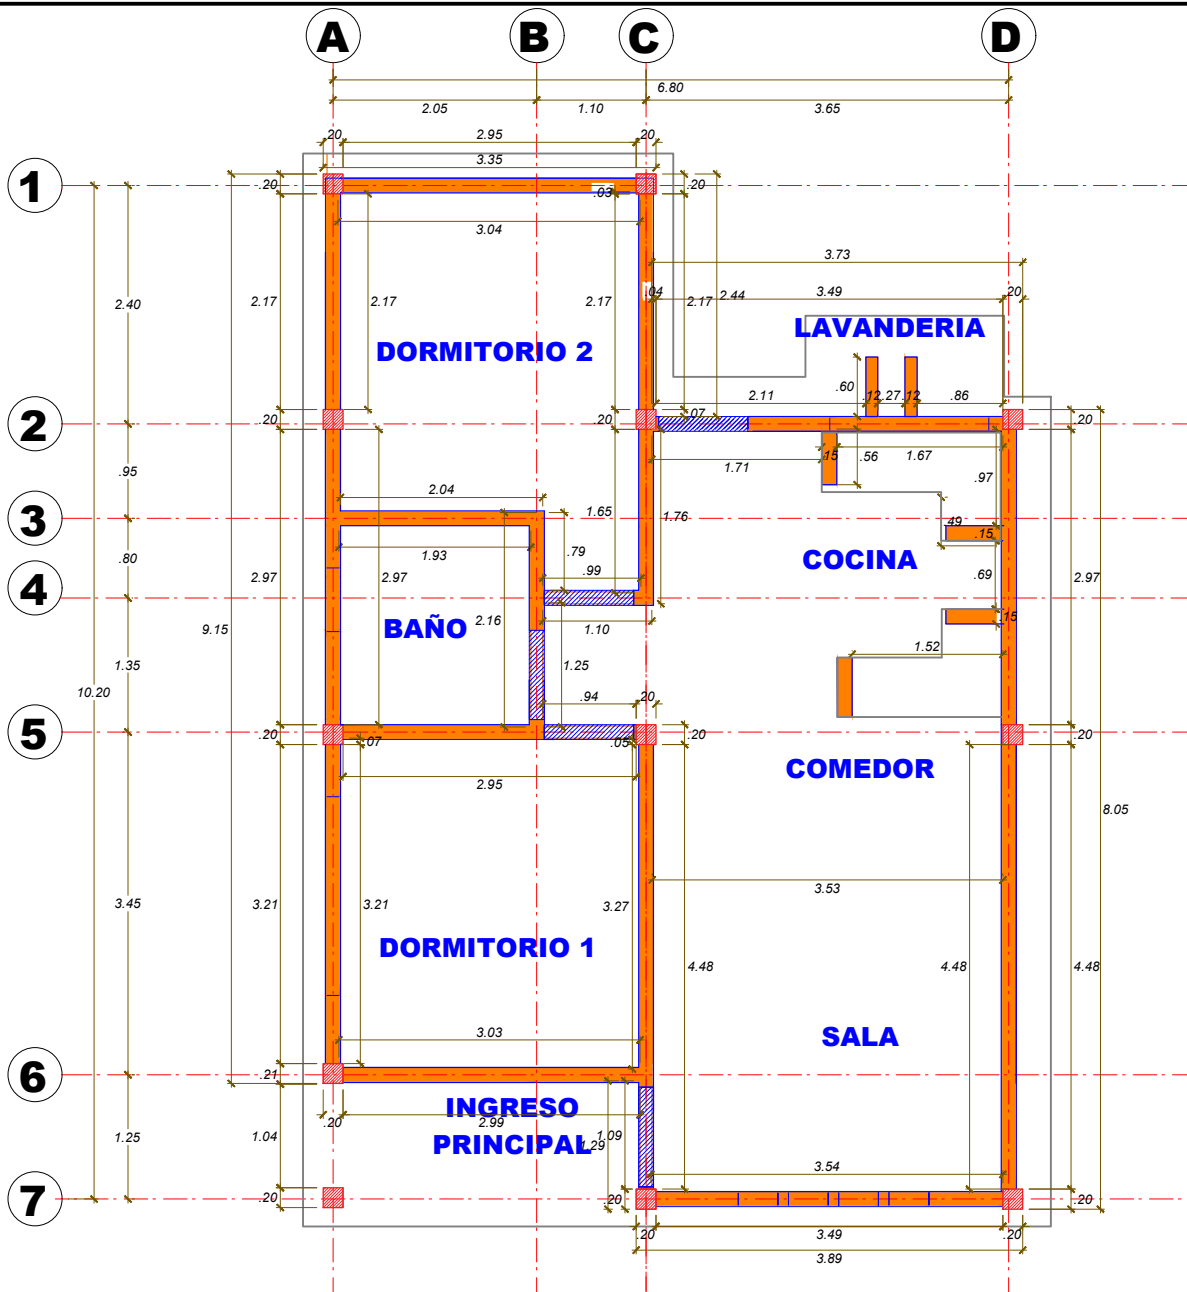 A B C D
6.80
2.05 1.10 3.65
.20 2.95 .20
3.35
1 .20 .20
.03
3.04
3.73
2.40 2.17 2.17 2.17 .04 2.17 2.44 3.49 .20
LAVANDERIA
DORMITORIO 2
.60 2.11 .12 .27 .12 .86
2 .20 .20 .07 .20
1.71 .15 .56 1.67
.95 .97
2.04
1.65 1.76
3 .49 .15
.80 1.93 .79
COCINA
2.97 2.97 .99 .69 2.97
4
9.15 2.16 1.10 .15
BAÑO
1.35 1.25 1.52
10.20 .94 .20
5 .20 .07 .05 .20 .20
COMEDOR
2.95
8.05
3.53
3.45 3.21 3.21 3.27
DORMITORIO 1
4.48 4.48 4.48
3.03
SALA
6 .21
INGRESO
.20 2.99
1.25 1.04 1.09
PRINCIPAL 1.29
3.54
7 .20 .20 .20
.20 3.49 .20
3.89